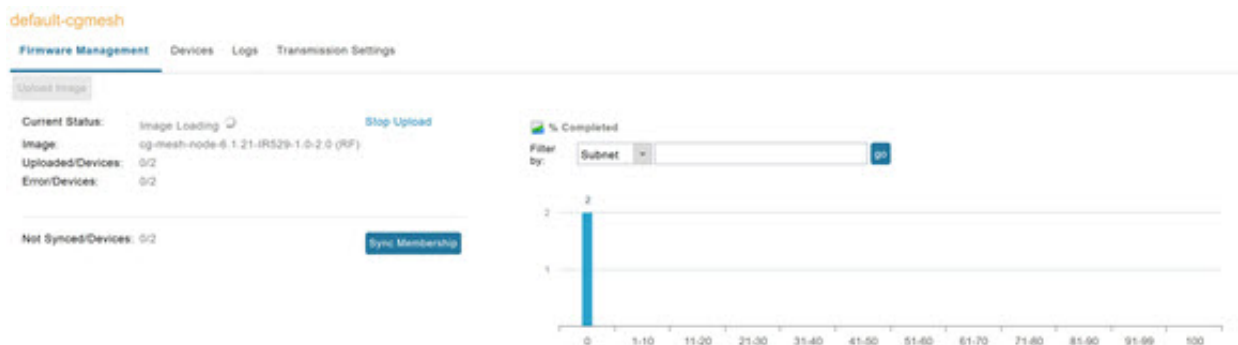 default-cgmesh
Firmware Management Devices Logs Transmission Settings
Upload Image
Current Status: Image Loading Stop Upload
Image: cg-mesh-node-6.1.21-IR529-1.0-2.0 (RF)
Uploaded/Devices: 0/2
Error/Devices: 0/2
Not Synced/Devices: 0/2 Sync Membership
% Completed
Filter by: Subnet go
2
2
1
0 1-10 11-20 21-30 31-40 41-50 51-60 61-70 71-80 81-90 91-99 100